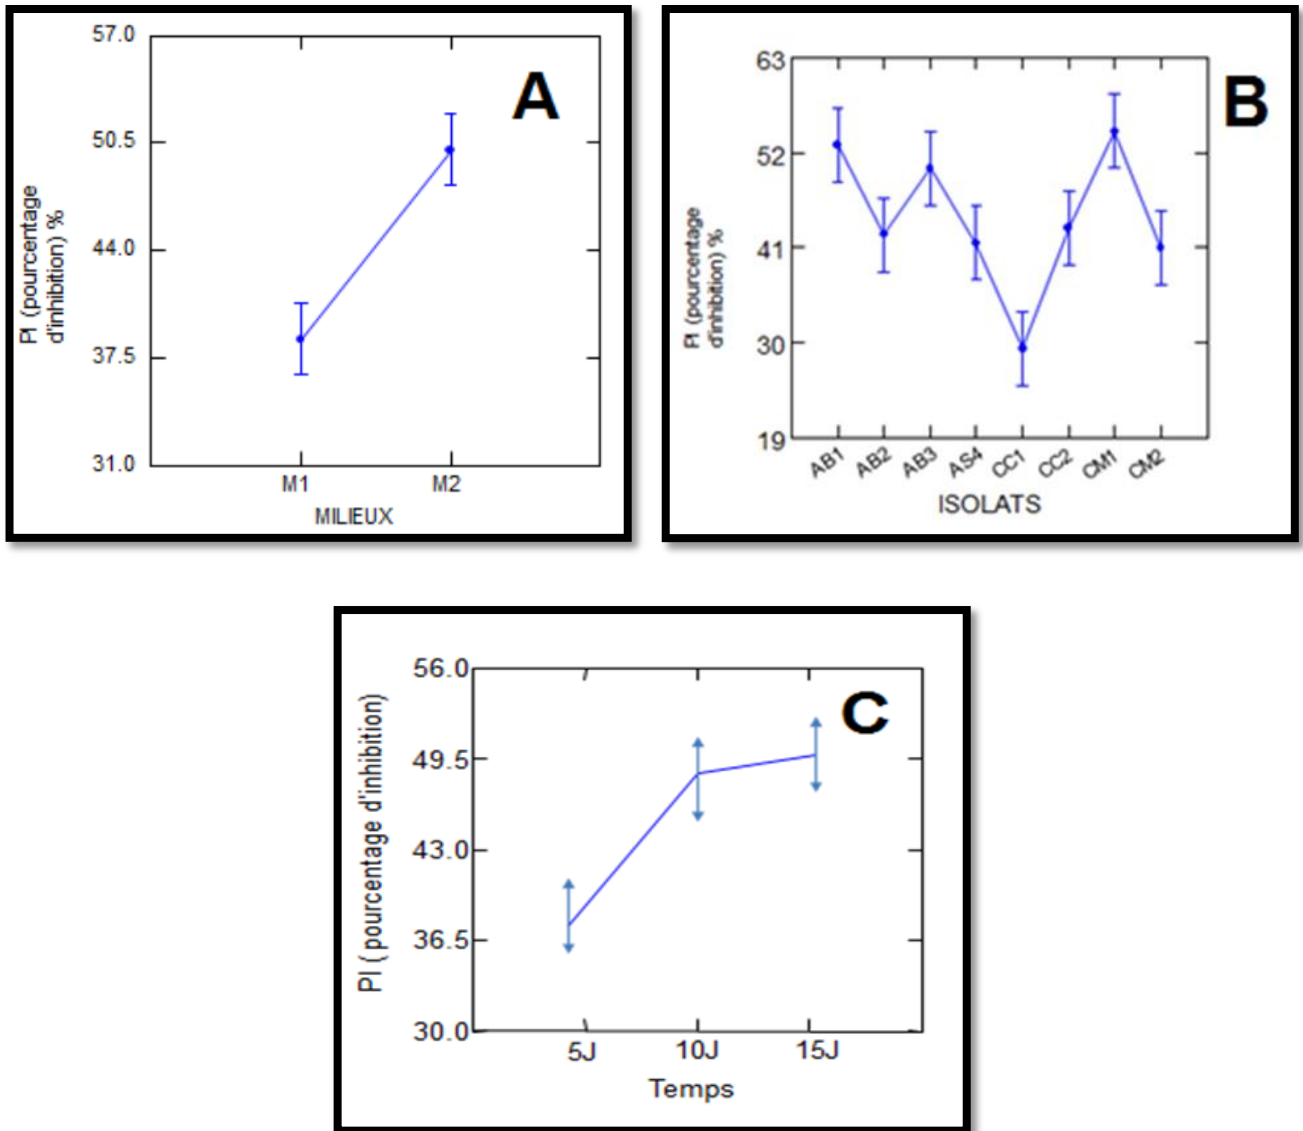 A
57.0
50.5
44.0
37.5
31.0
PI (pourcentage
d'inhibition) %
M1 M2
MILIEUX
B
63
52
41
30
19
PI (pourcentage
d'inhibition) %
AB1 AB2 AB3 AS4 CC1 CC2 CM1 CM2
ISOLATS
C
56.0
49.5
43.0
36.5
30.0
PI ( pourcentage d'inhibition)
5J 10J 15J
Temps